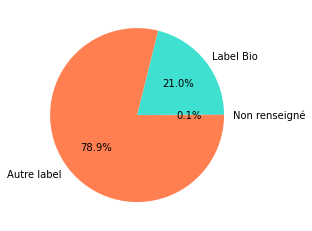 Label Bio
21.0%
0.1%
Non renseigné
78.9%
Autre label